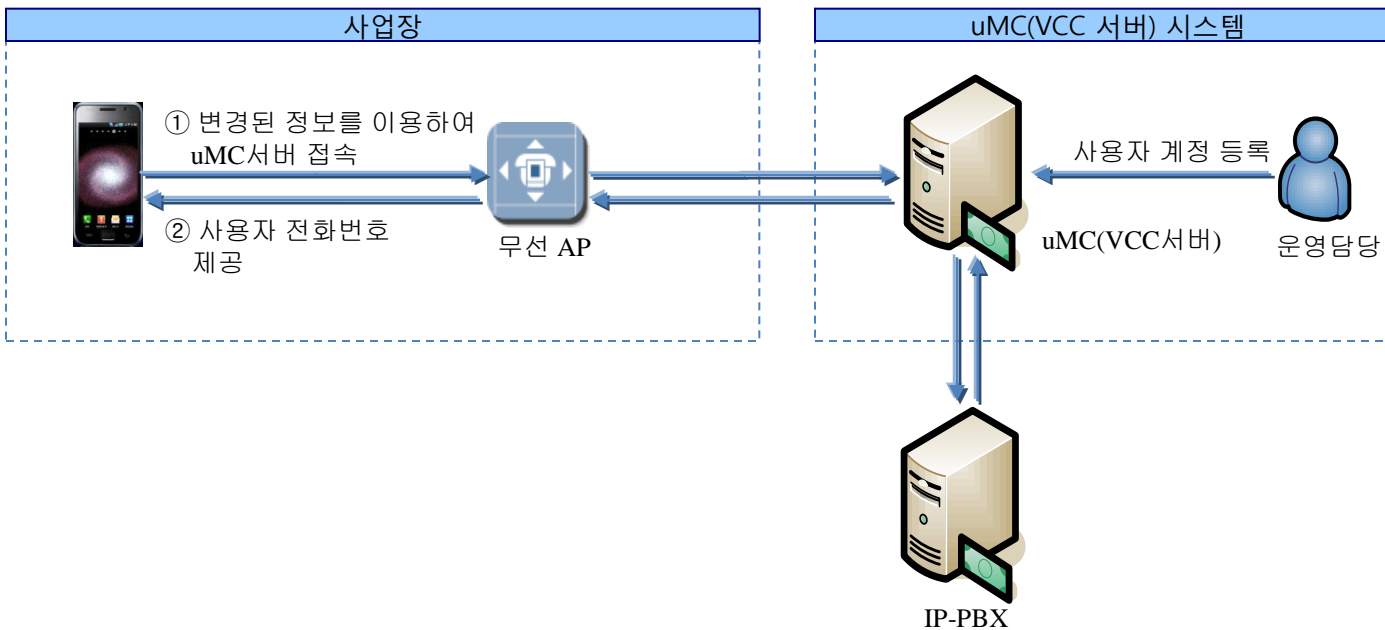 사업장
uMC(VCC 서버) 시스템
① 변경된 정보를 이용하여
uMC서버 접속
사용자 계정 등록
② 사용자 전화번호
제공
무선 AP
uMC(VCC서버)
운영담당
IP-PBX